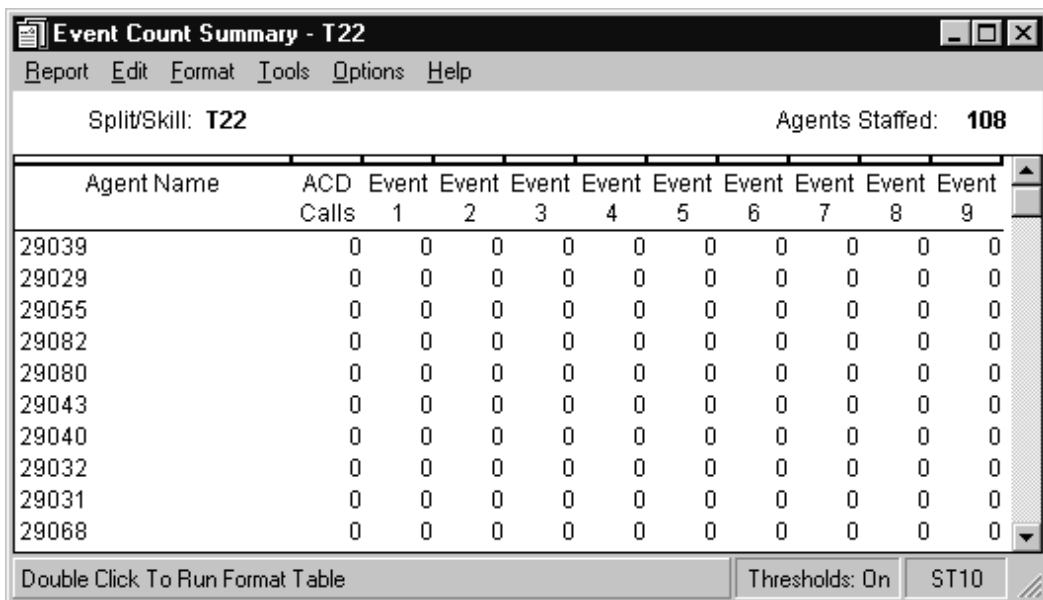 Event Count Summary - T22
Report Edit Format Tools Options Help
Split/Skill: T22 Agents Staffed: 108
Agent Name ACD Event Event Event Event Event Event Event Event Event
Calls 1 2 3 4 5 6 7 8 9
29039 0 0 0 0 0 0 0 0 0 0
29029 0 0 0 0 0 0 0 0 0 0
29055 0 0 0 0 0 0 0 0 0 0
29082 0 0 0 0 0 0 0 0 0 0
29080 0 0 0 0 0 0 0 0 0 0
29043 0 0 0 0 0 0 0 0 0 0
29040 0 0 0 0 0 0 0 0 0 0
29032 0 0 0 0 0 0 0 0 0 0
29031 0 0 0 0 0 0 0 0 0 0
29068 0 0 0 0 0 0 0 0 0 0
Double Click To Run Format Table Thresholds: On ST10